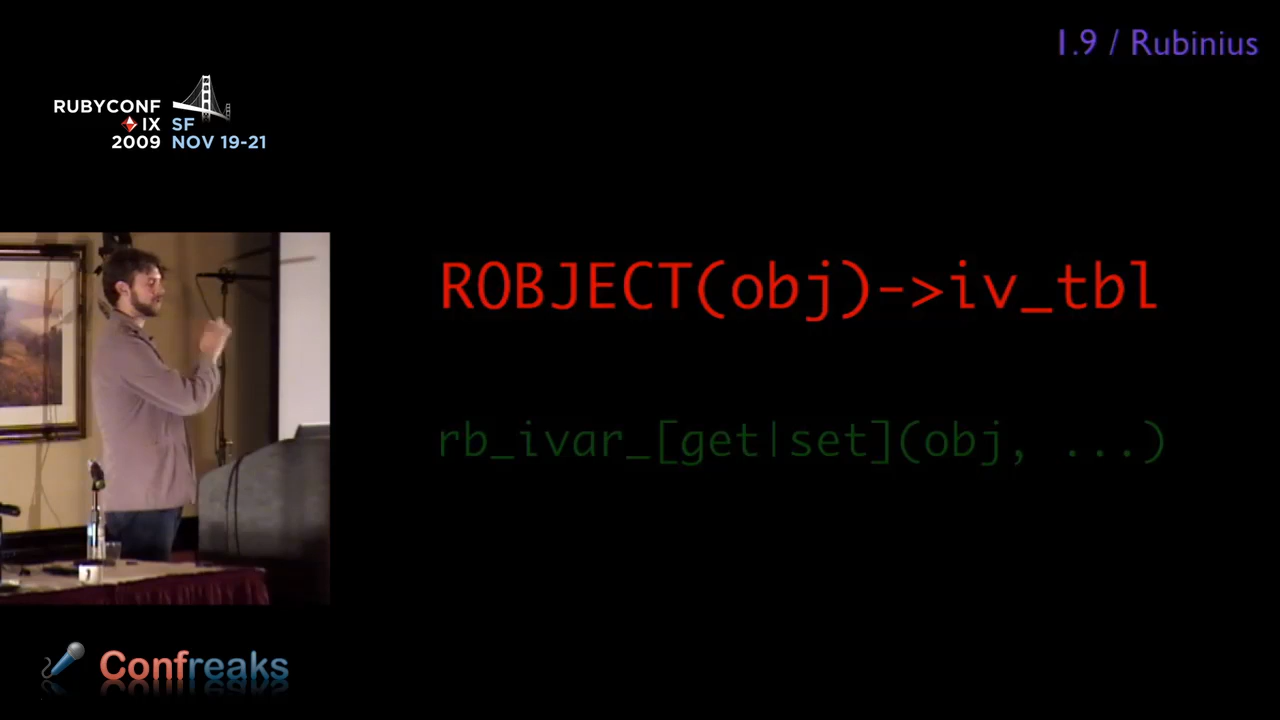 1.9 / Rubinius
RUBYCONF
IX SF
2009 NOV 19-21
ROBJECT(obj)->iv_tbl
rb_ivar_[get|set](obj, ...)
Confreaks